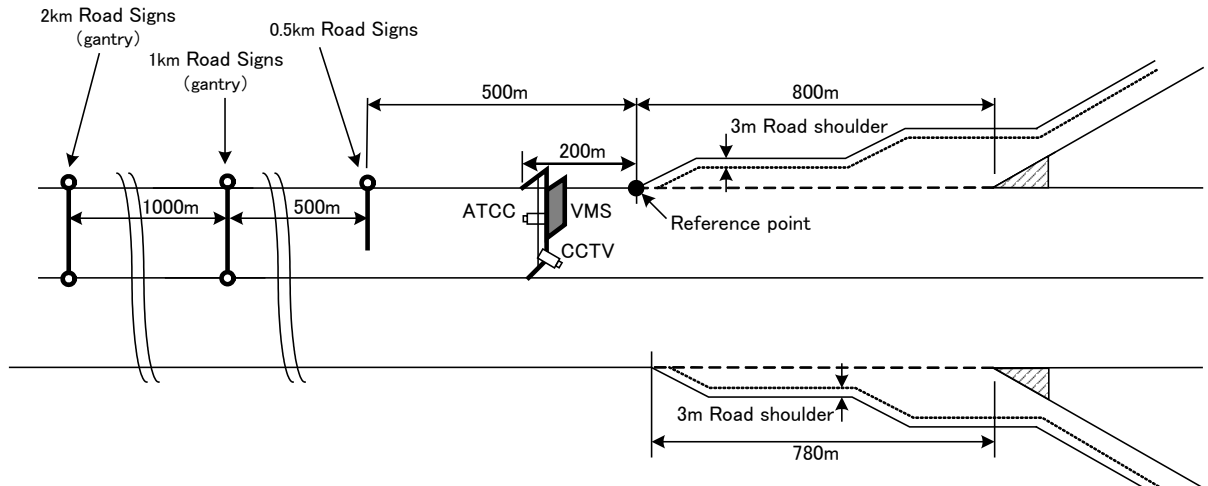 2km Road Signs
(gantry)
0.5km Road Signs
1km Road Signs
(gantry)
500m
800m
3m Road shoulder
200m
1000m
500m
ATCC
VMS
Reference point
CCTV
3m Road shoulder
780m